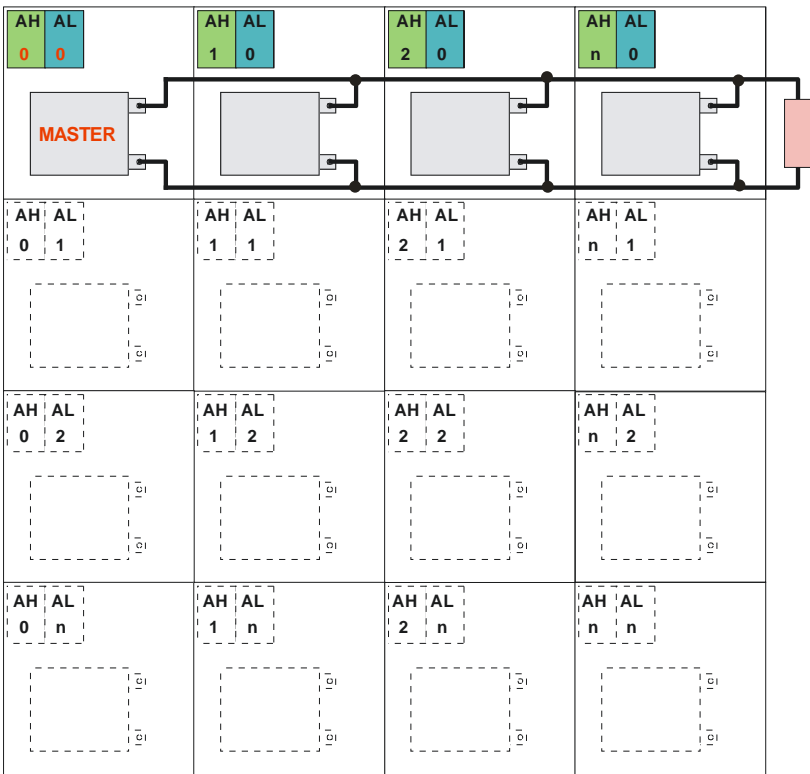 AH AL AH AL AH AL AH AL
0 0 1 0 2 0 n 0
MASTER
AH AL AH AL AH AL AH AL
0 1 1 1 2 1 n 1
AH AL AH AL AH AL AH AL
0 2 1 2 2 2 n 2
AH AL AH AL AH AL AH AL
0 n 1 n 2 n n n